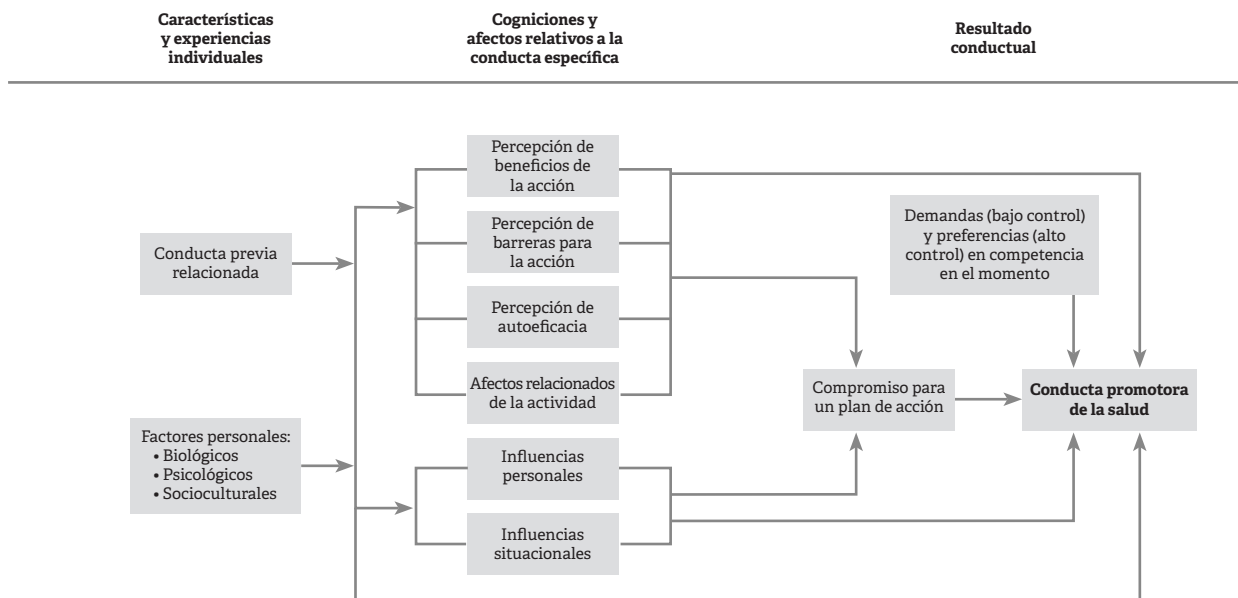 Características
y experiencias
individuales
Cogniciones y
afectos relativos a la
conducta específica
Resultado
conductual
Percepción de
beneficios de
la acción
Percepción de
barreras para
la acción
Percepción de
autoeficacia
Afectos relacionados
de la actividad
Influencias
personales
Influencias
situacionales
Conducta previa
relacionada
Factores personales:
• Biológicos
• Psicológicos
• Socioculturales
Demandas (bajo control)
y preferencias (alto
control) en competencia
en el momento
Compromiso para
un plan de acción
Conducta promotora
de la salud